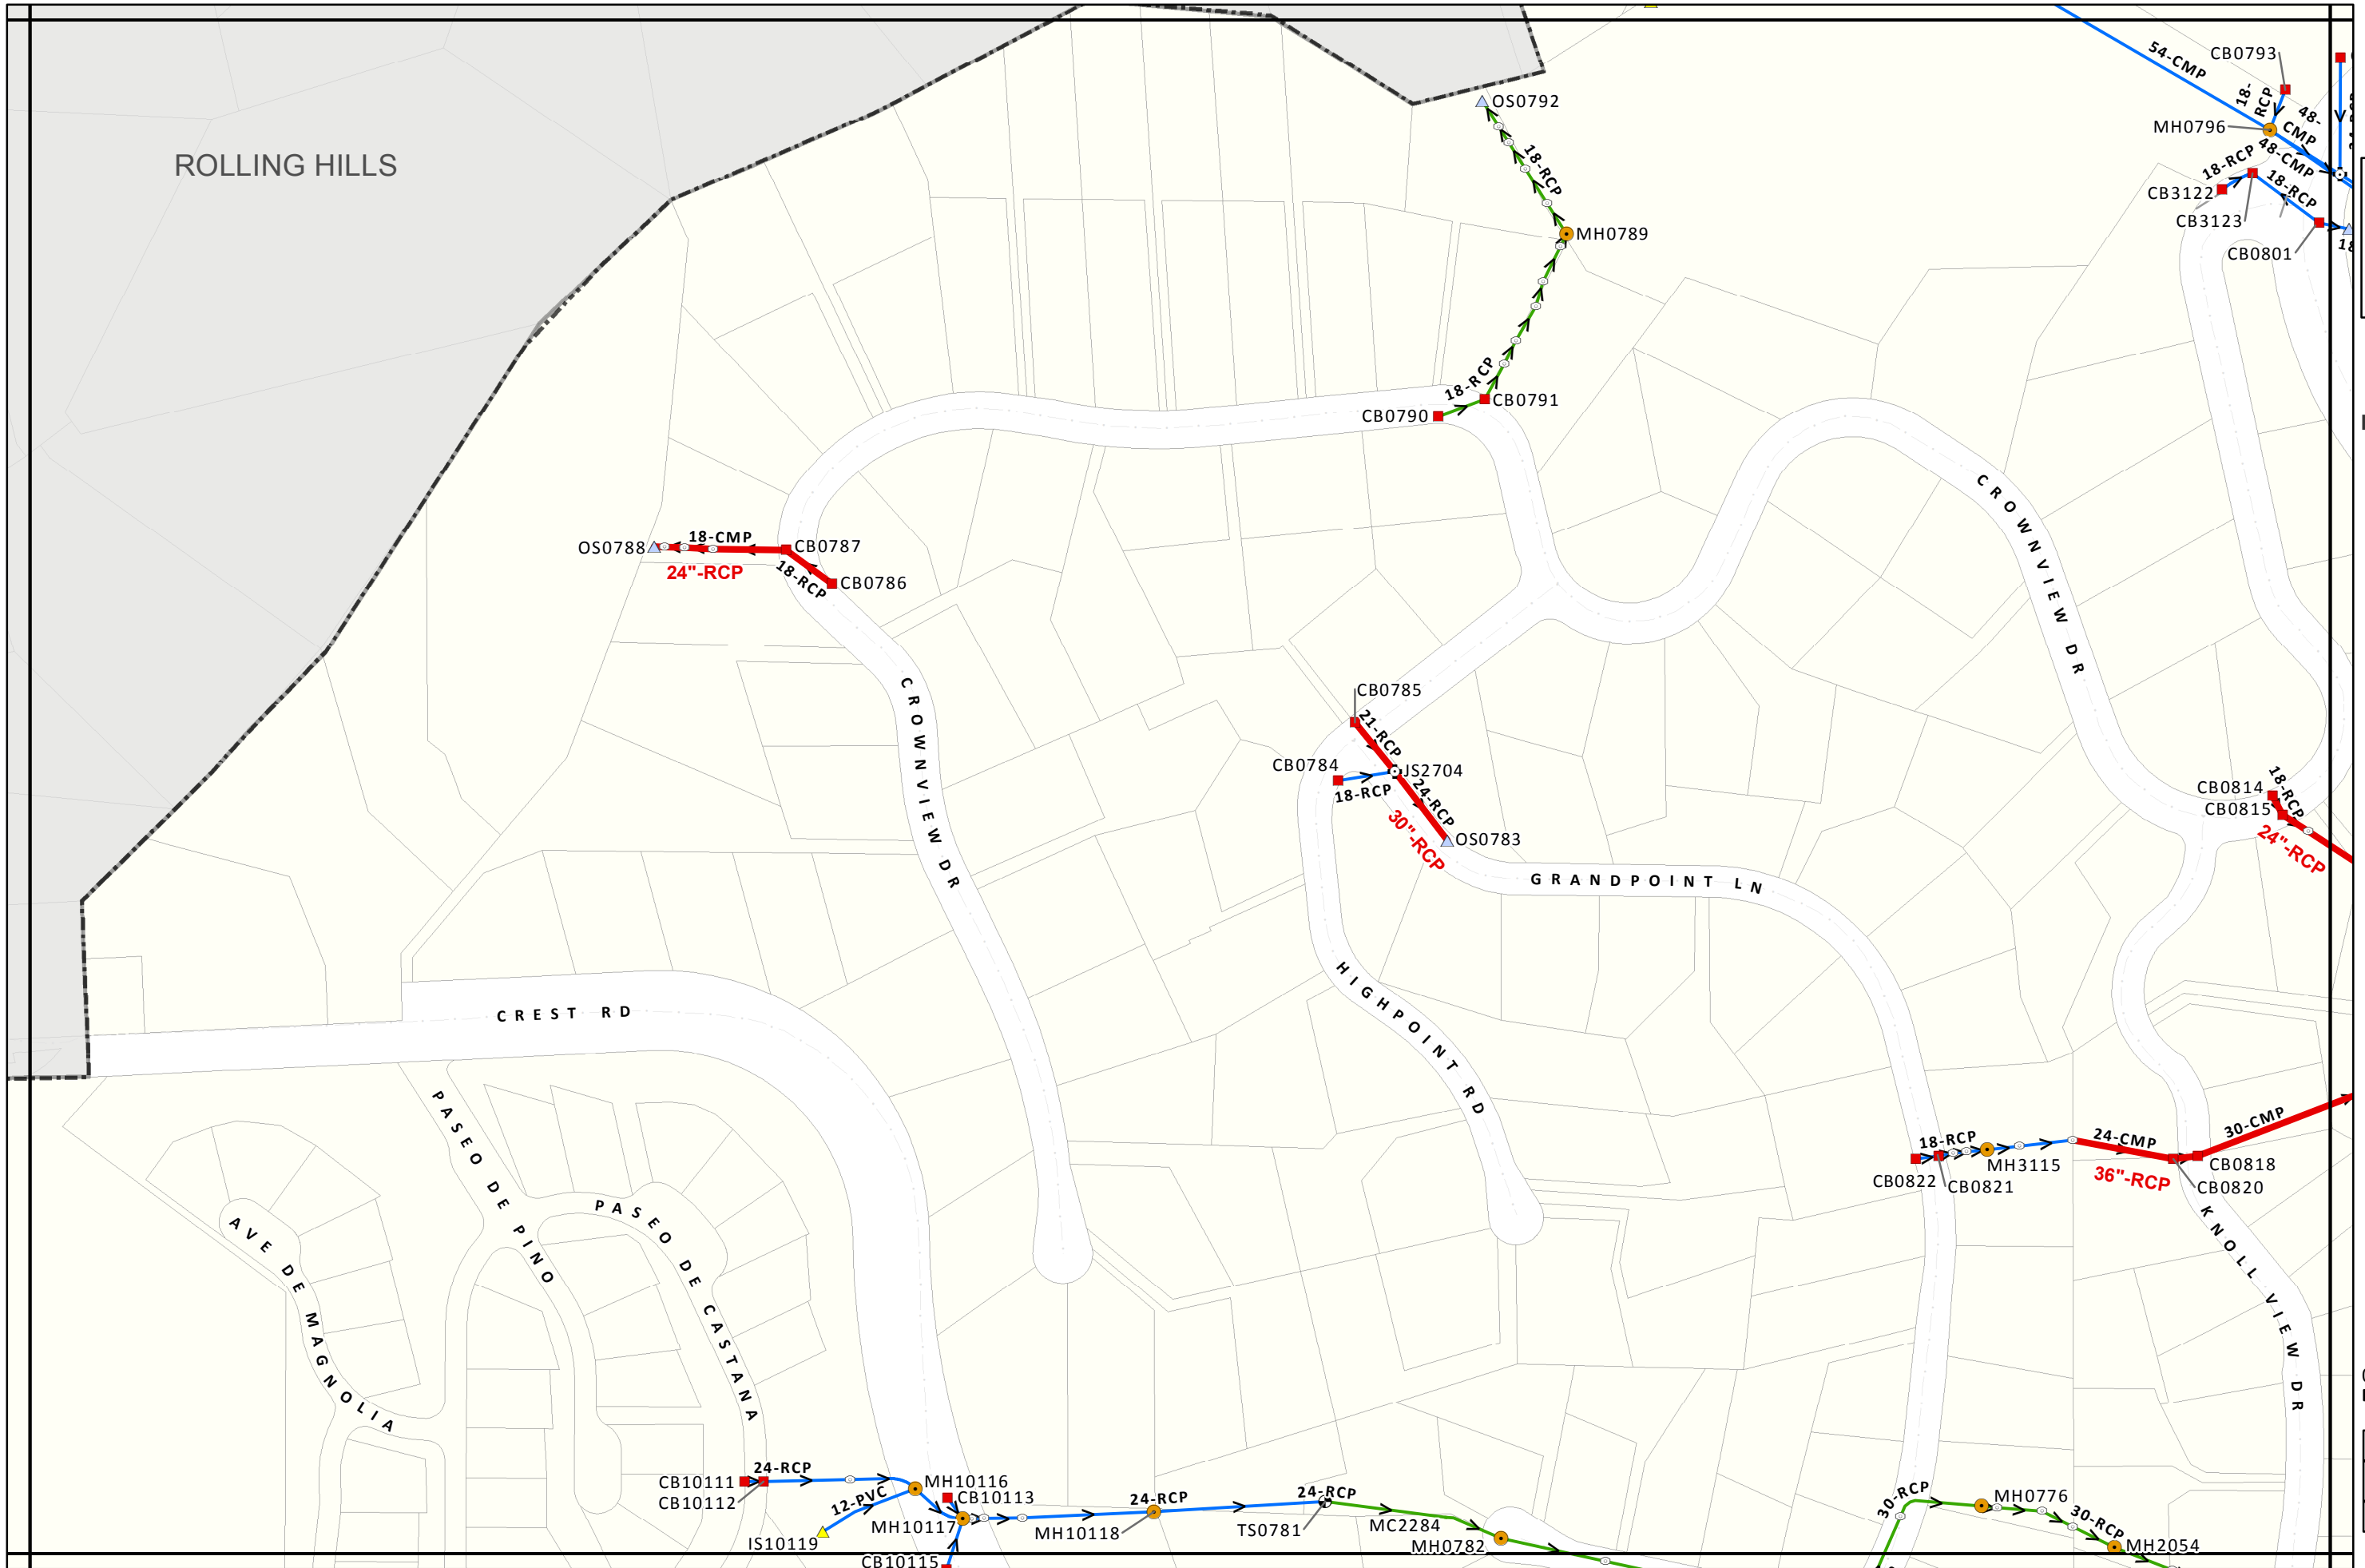 CB0793
54-CMP
18-
RCP
48-
CMP
MH0796
48-CMP
18-RCP
18-RCP
CB3122
CB3123
CB0801
ROLLING HILLS
OS0792
18-RCP
MH0789
18-RCP
CB0791
CB0790
CROWNVIEW DR
18-CMP
OS0788
CB0787
24"-RCP
18-RCP
CB0786
CROWNVIEW DR
CB0785
21-RCP
CB0784
JS2704
18-RCP
24-RCP
30"-RCP
OS0783
CB0814
CB0815
18-RCP
24"-RCP
GRANDPOINT LN
HIGHPOINT RD
CREST RD
PASEO DE PINO
PASEO DE CASTANA
AVE DE MAGNOLIA
18-RCP
MH3115
CB0822
CB0821
24-CMP
36"-RCP
30-CMP
CB0818
CB0820
KNOLL VIEW DR
CB10111
24-RCP
CB10112
12-PVC
IS10119
MH10116
CB10113
MH10117
CB10115
24-RCP
MH10118
24-RCP
TS0781
MC2284
MH0782
30-RCP
MH0776
30-RCP
MH2054